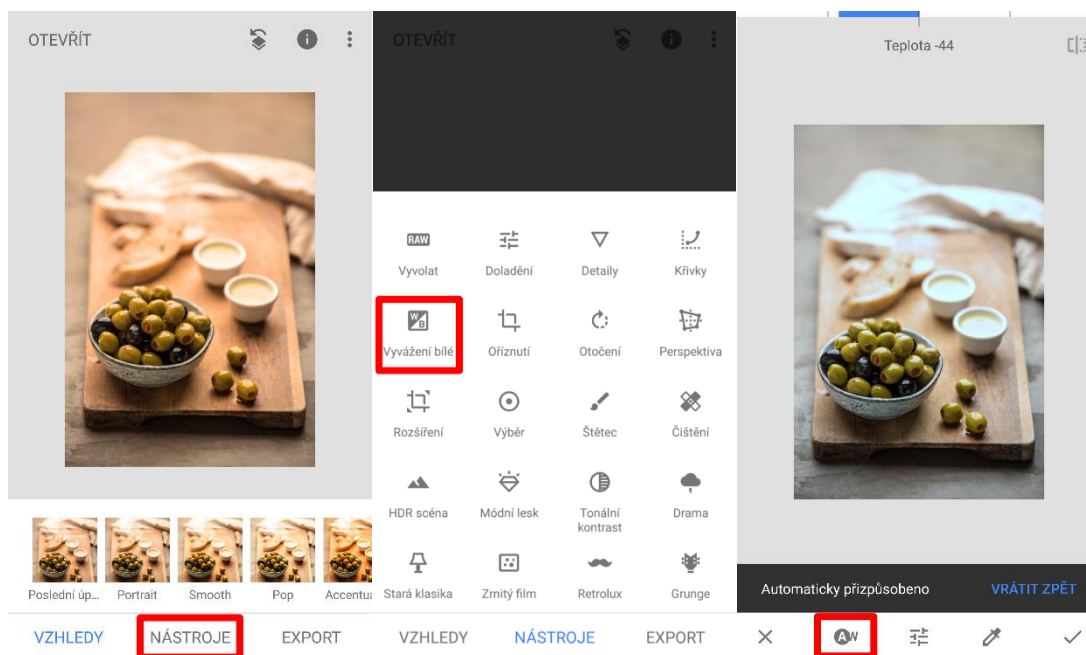 OTEVŘÍT
Poslední úp...
Portrait
Smooth
Pop
Accentua
VZHLEDY
NÁSTROJE
EXPORT
OTEVŘÍT
RAW
Vyvolat
Doladění
Detaily
Křivky
W
B
Vyvážení bílé
Oříznutí
Otočení
Perspektiva
Rozšíření
Výběr
Štětec
Čištění
HDR scéna
Módní lesk
Tonální
kontrast
Drama
Stará klasika
Zrnitý film
Retrolux
Grunge
VZHLEDY
NÁSTROJE
EXPORT
Teplota -44
Automaticky přizpůsobeno
VRÁTIT ZPĚT
AW